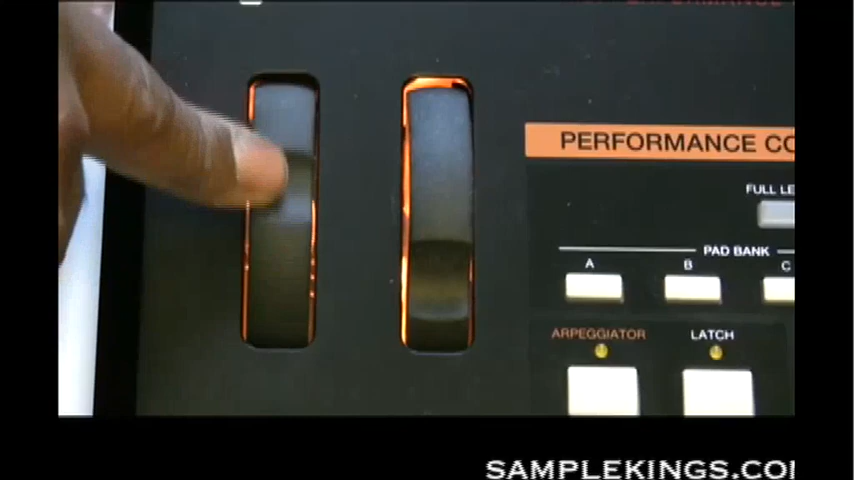 PERFORMANCE CO
FULL LE
PAD BANK
A B C
ARPEGGIATOR LATCH
SAMPLEKINGS.CO